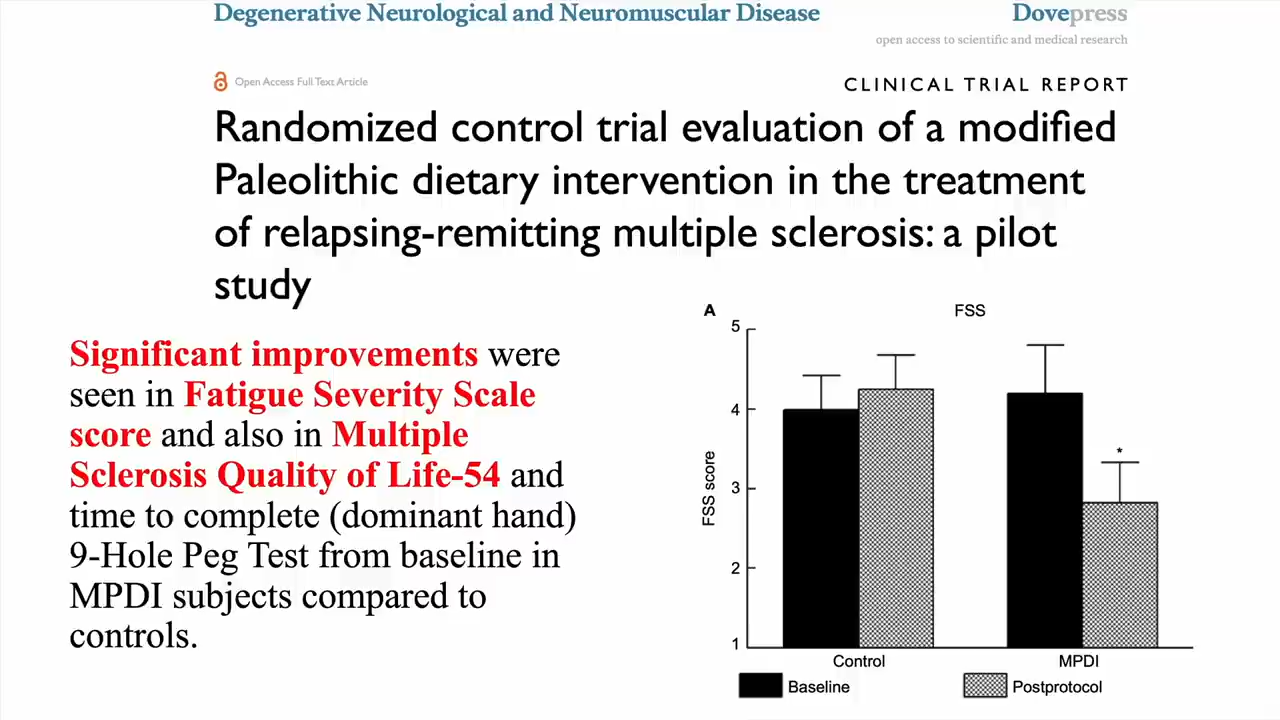 Degenerative Neurological and Neuromuscular Disease
Dovepress
open access to scientific and medical research
Open Access Full Text Article
CLINICAL TRIAL REPORT
Randomized control trial evaluation of a modified
Paleolithic dietary intervention in the treatment
of relapsing-remitting multiple sclerosis: a pilot
study
Significant improvements were
seen in Fatigue Severity Scale
score and also in Multiple
Sclerosis Quality of Life-54 and
time to complete (dominant hand)
9-Hole Peg Test from baseline in
MPDI subjects compared to
controls.
A
FSS
FSS score
5
4
3
2
1
*
Control
MPDI
Baseline
Postprotocol